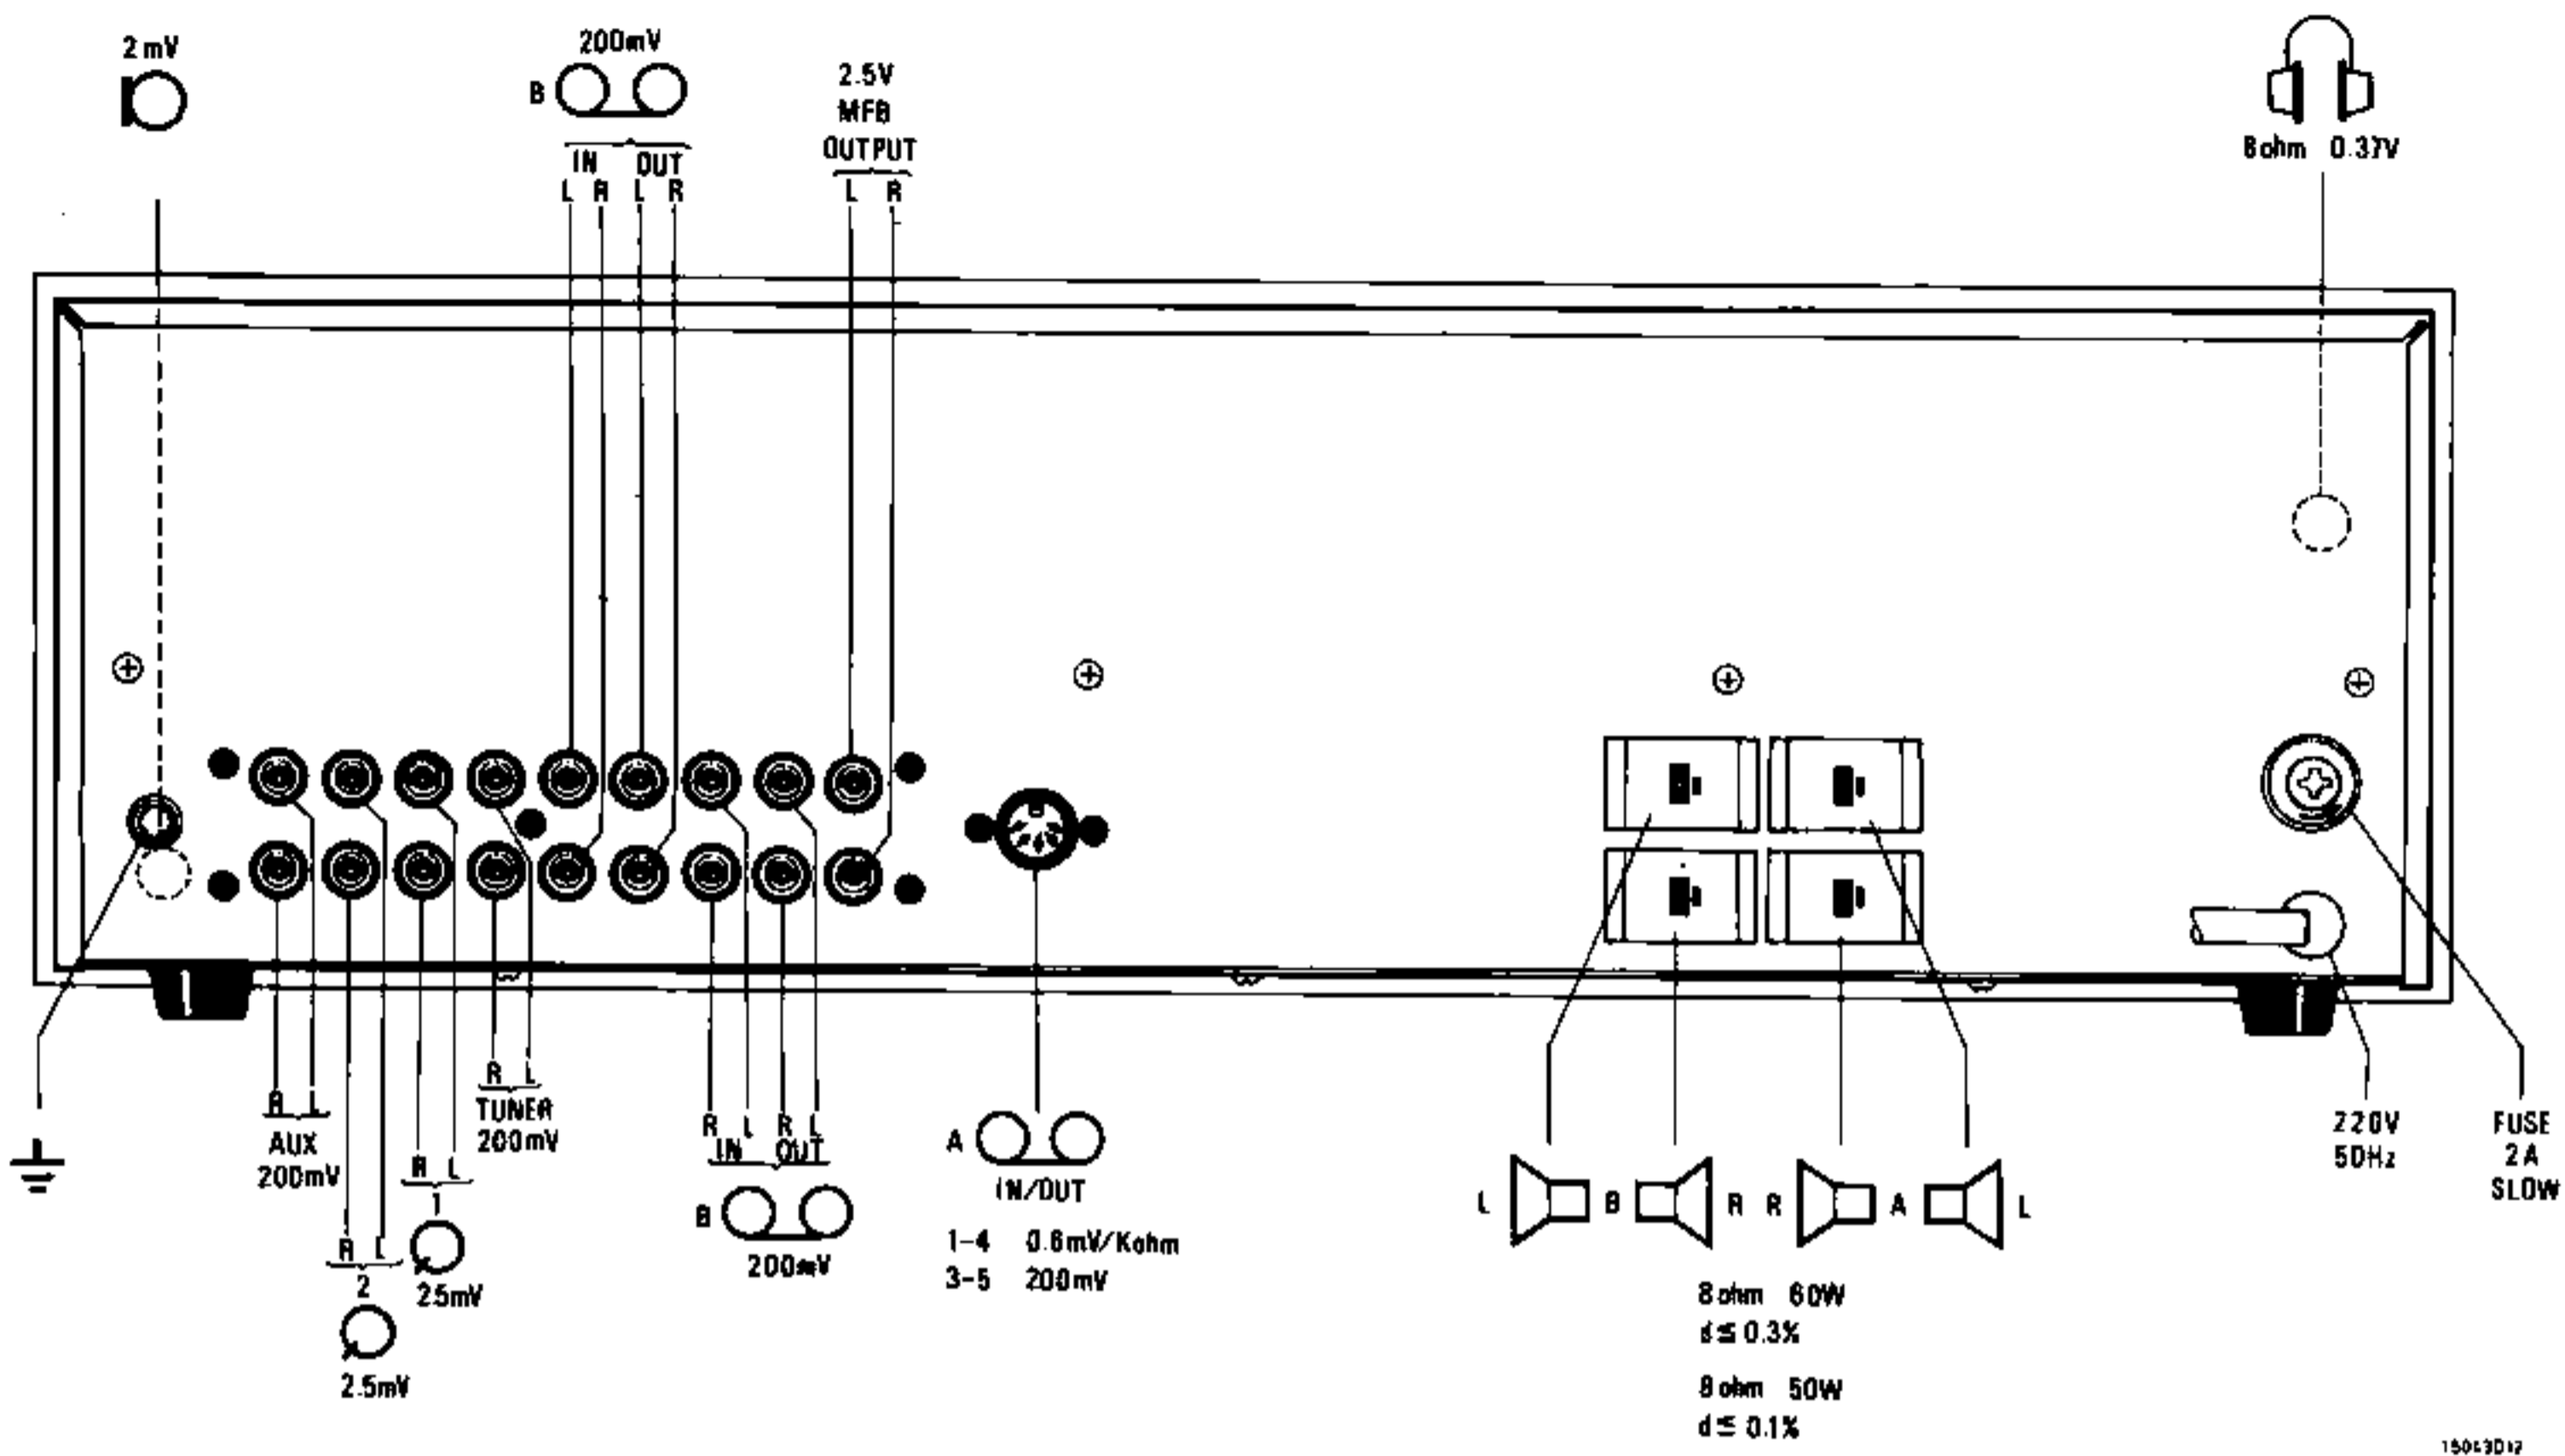 2mV
200mV
B
IN OUT
L R L R
2.5V
MFB
OUTPUT
L R
8ohm 0.37V
R L
AUX
200mV
R L
2
2.5mV
R L
1
25mV
R L
TUNER
200mV
R L R L
IN OUT
B
200mV
A
IN/OUT
1-4 0.6mV/Kohm
3-5 200mV
L B R R A L
8ohm 60W
d≦0.3%
8ohm 50W
d≦0.1%
220V
50Hz
FUSE
2A
SLOW